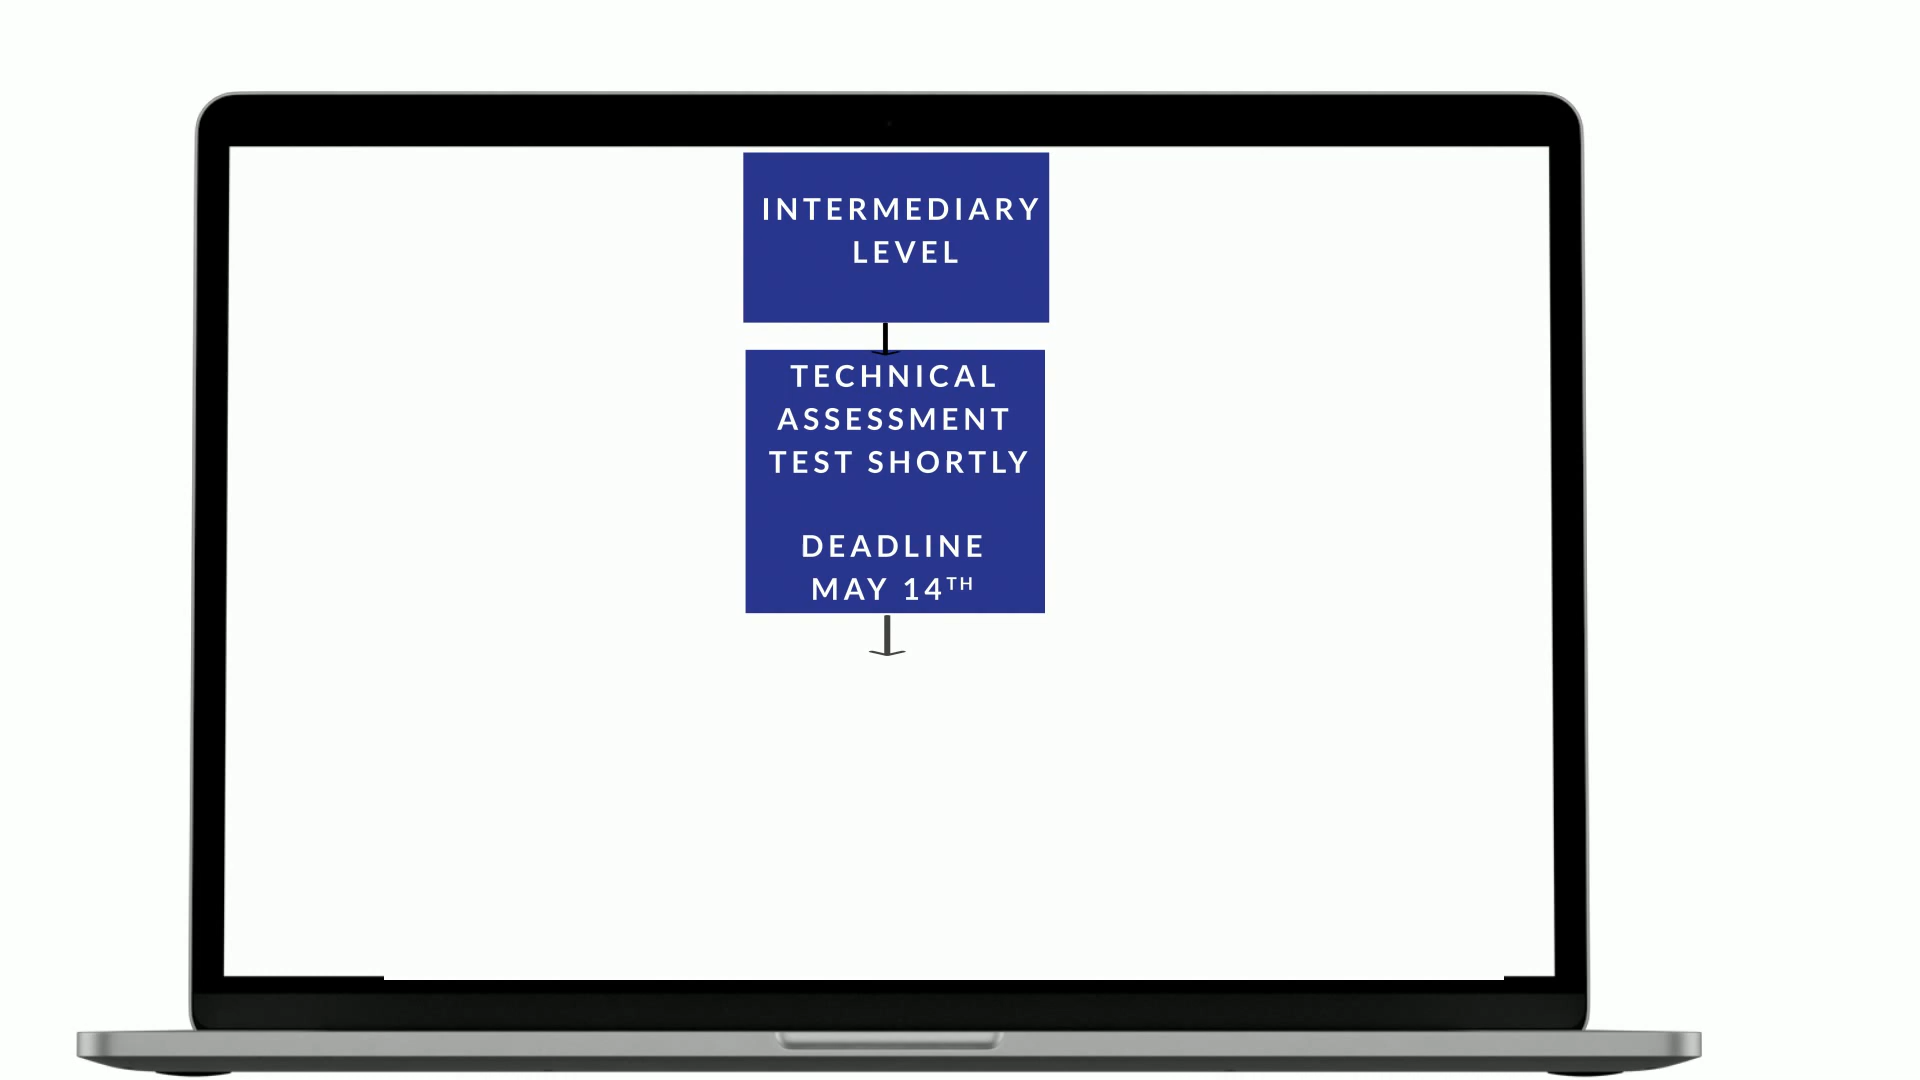 INTERMEDIARY
LEVEL
TECHNICAL
ASSESSMENT
TEST SHORTLY
DEADLINE
MAY 14TH